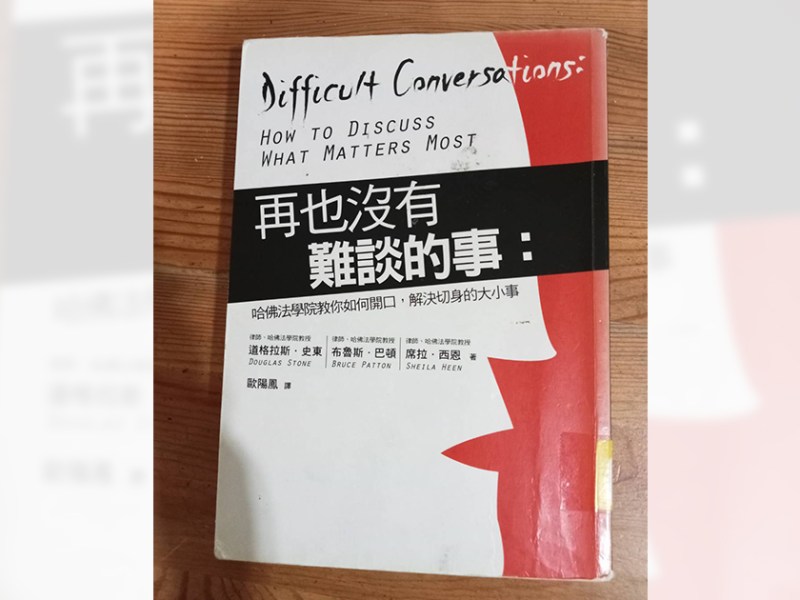 Difficult Conversations:
HOW TO DISCUSS
WHAT MATTERS MOST
再也沒有
難談的事：
哈佛法學院教你如何開口，解決切身的大小事
律師、哈佛法學院教授 律師、哈佛法學院教授 律師、哈佛法學院教授
道格拉斯・史東 布魯斯・巴頓 席拉・西恩 著
DOUGLAS STONE BRUCE PATTON SHEILA HEEN
歐陽鳳 譯